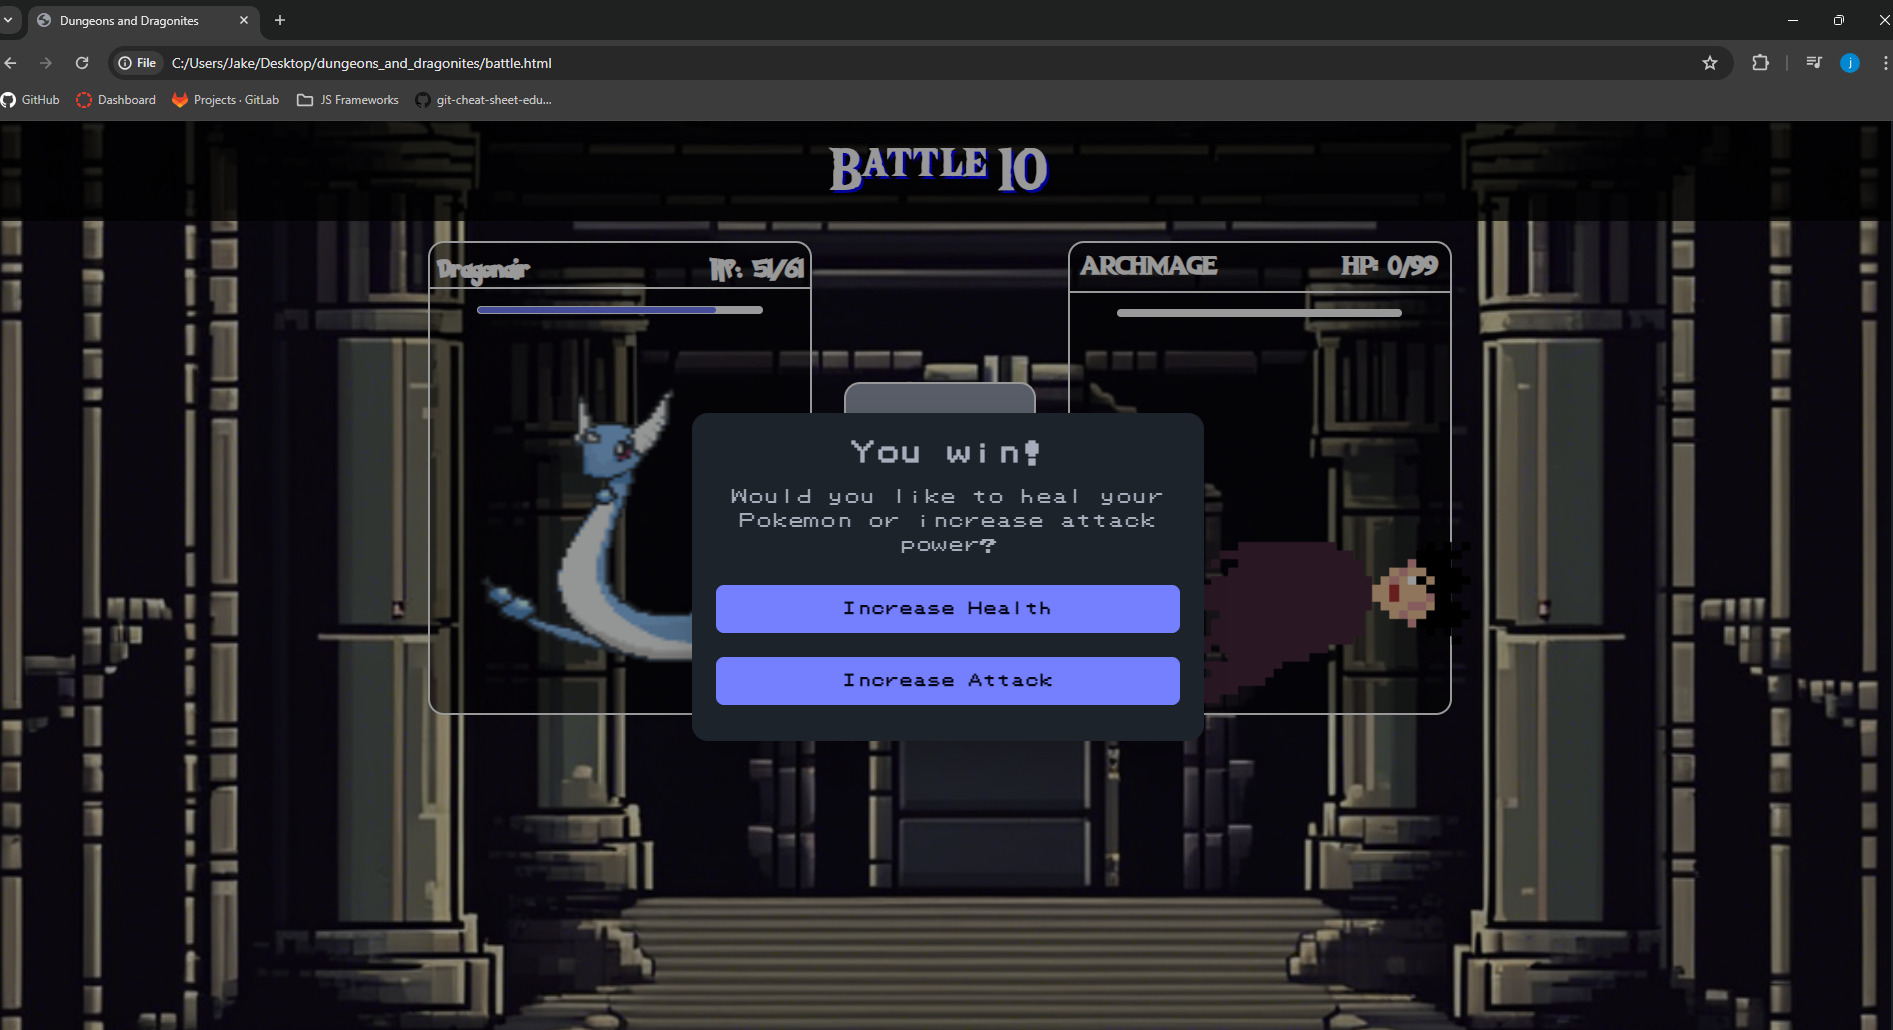 Dungeons and Dragonites
File C:/Users/Jake/Desktop/dungeons_and_dragonites/battle.html
j
GitHub Dashboard Projects · GitLab JS Frameworks git-cheat-sheet-edu...
BATTLE 10
Dragonair HP: 51/61
ARCHMAGE HP: 0/99
You win!
Would you like to heal your
Pokemon or increase attack
power?
Increase Health
Increase Attack